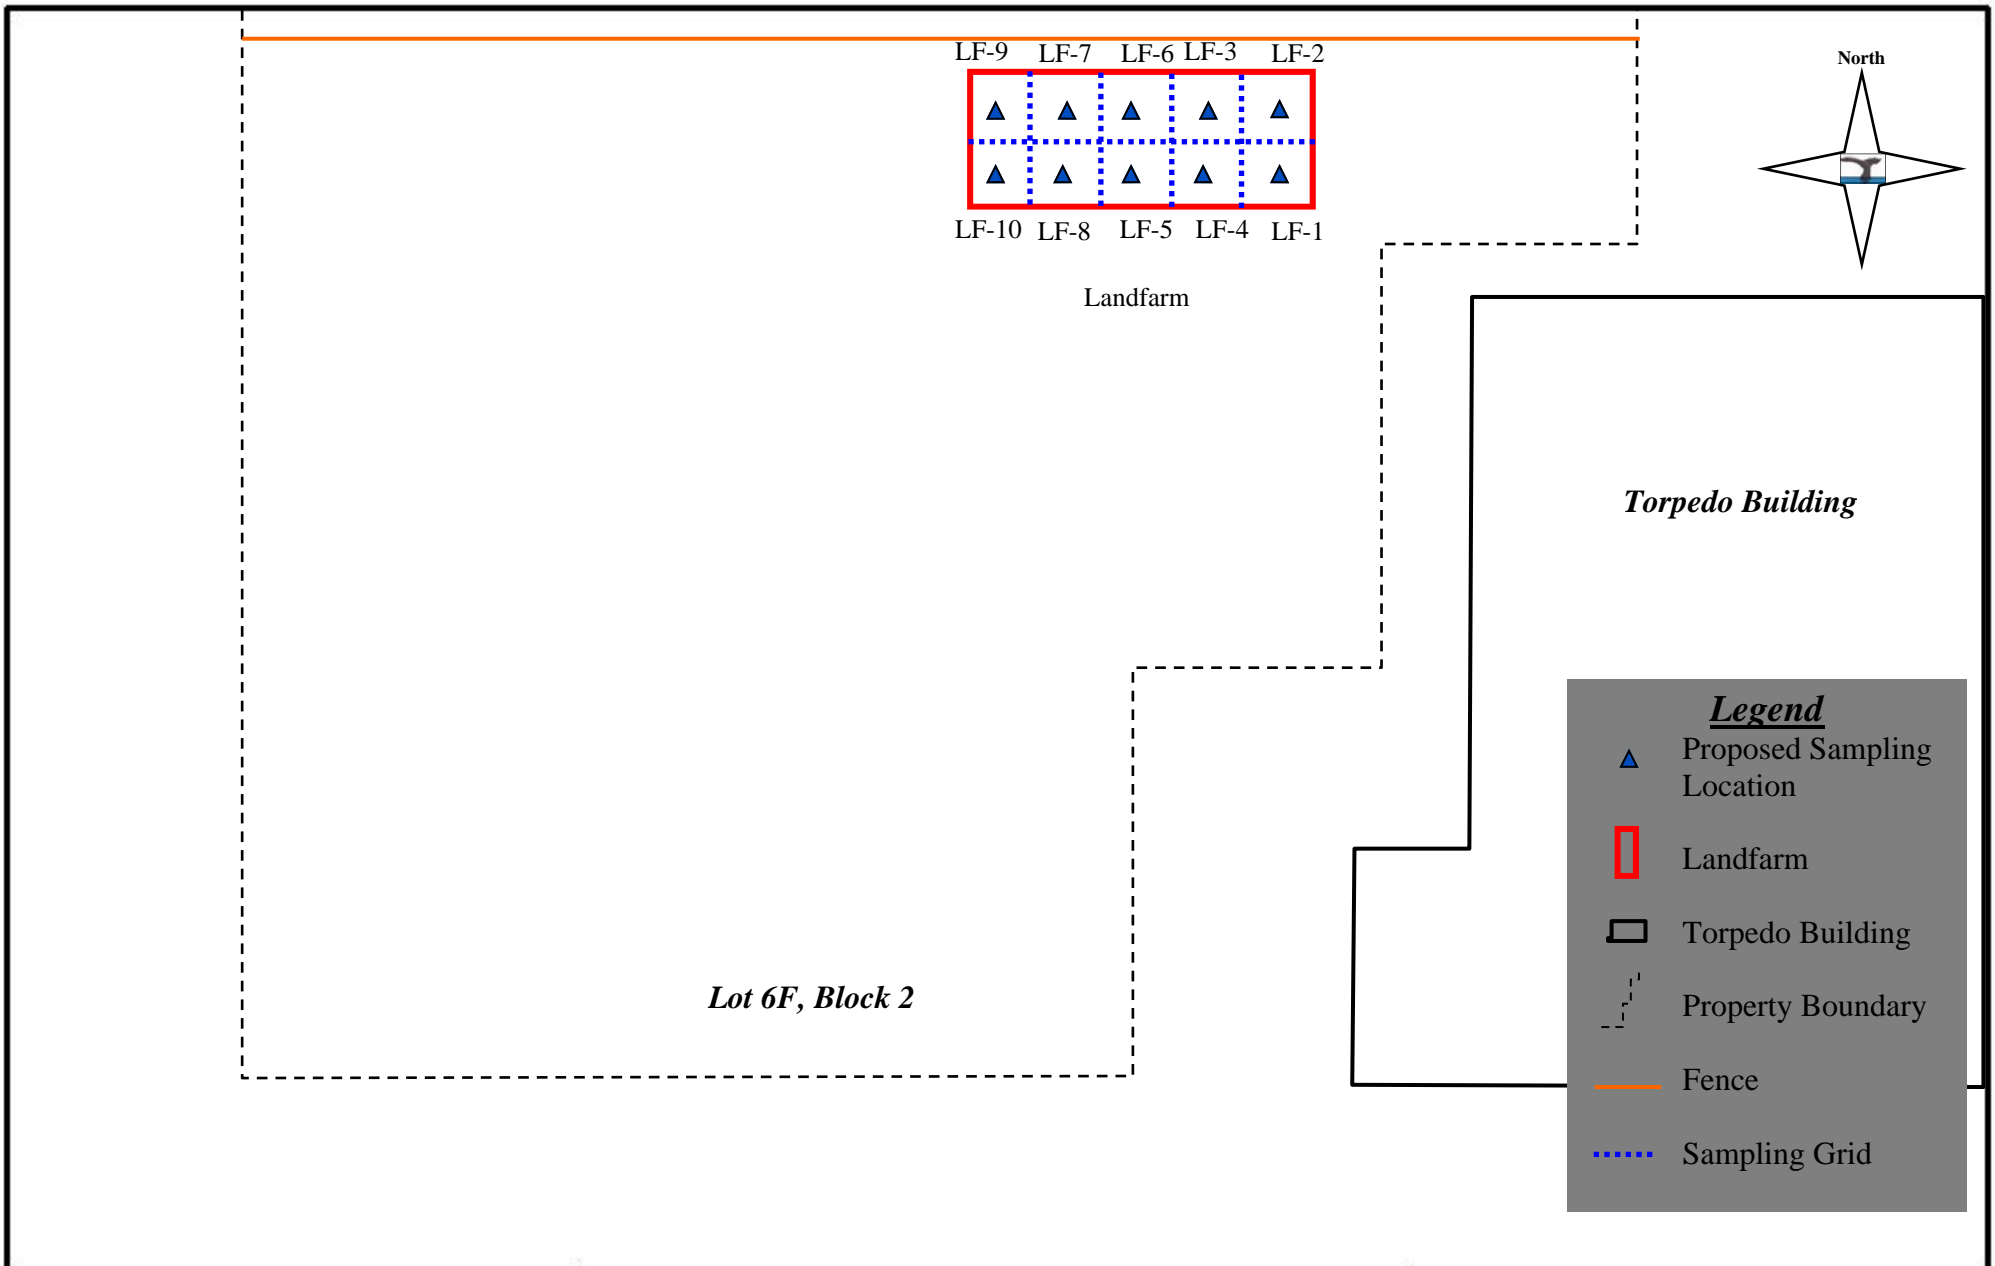 LF-9 LF-7 LF-6 LF-3 LF-2
North
LF-10 LF-8 LF-5 LF-4 LF-1
Landfarm
Torpedo Building
Lot 6F, Block 2
Legend
Proposed Sampling
Location
Landfarm
Torpedo Building
Property Boundary
Fence
Sampling Grid